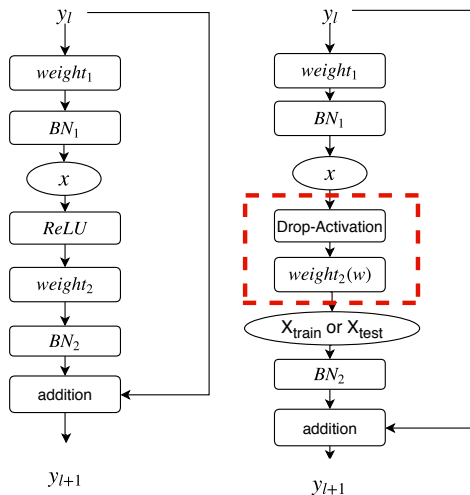 y_l
weight_1
BN_1
x
ReLU
weight_2
BN_2
addition
y_{l+1}
y_l
weight_1
BN_1
x
Drop-Activation
weight_2(w)
X_train or X_test
BN_2
addition
y_{l+1}